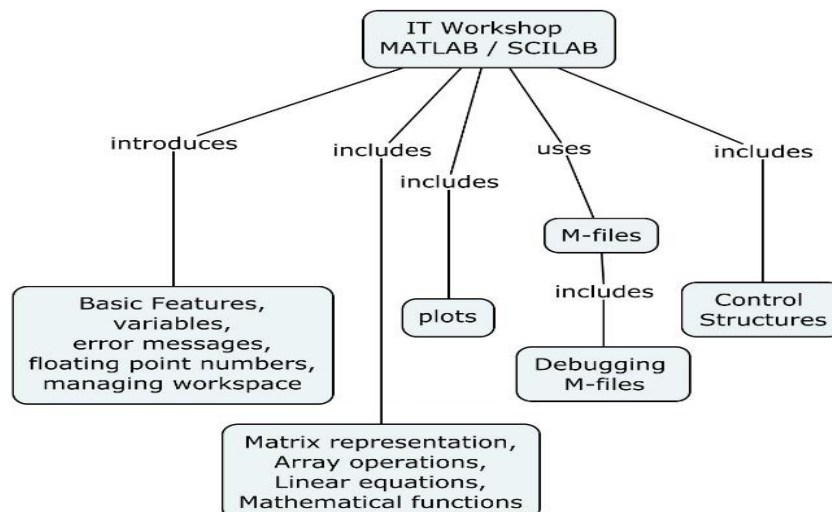 IT Workshop
MATLAB / SCILAB
introduces
includes
includes
uses
includes
M-files
includes
Basic Features,
variables,
error messages,
floating point numbers,
managing workspace
plots
Control
Structures
Debugging
M-files
Matrix representation,
Array operations,
Linear equations,
Mathematical functions